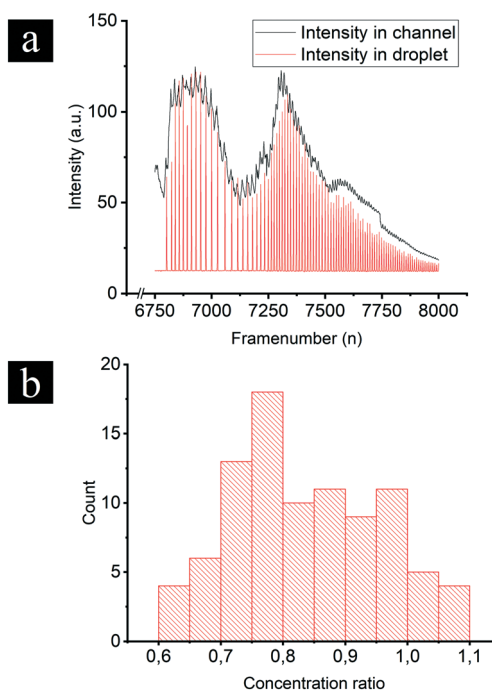 a
Intensity in channel
Intensity in droplet
150
100
50
0
Intensity (a.u.)
6750 7000 7250 7500 7750 8000
Framenumber (n)
b
20
15
10
5
0
Count
0,6 0,7 0,8 0,9 1,0 1,1
Concentration ratio